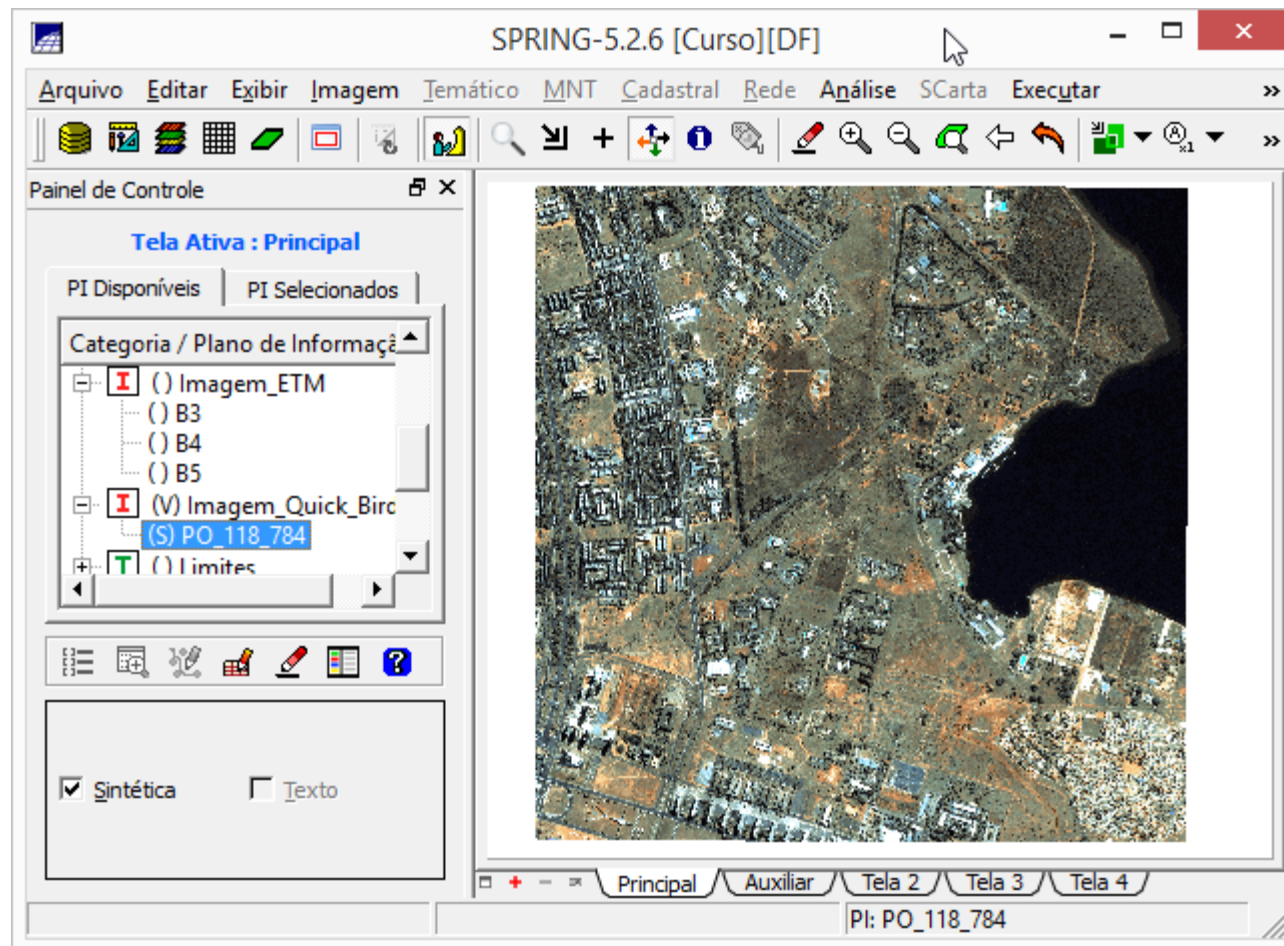 SPRING-5.2.6 [Curso][DF]
Arquivo Editar Exibir Imagem Temático MNT Cadastral Rede Análise SCarta Executar »
Painel de Controle
Tela Ativa : Principal
PI Disponíveis PI Selecionados
Categoria / Plano de Informaçã
I ( ) Imagem_ETM
( ) B3
( ) B4
( ) B5
I (V) Imagem_Quick_Bird
(S) PO_118_784
T ( ) Limites
Sintética Texto
Principal Auxiliar Tela 2 Tela 3 Tela 4
PI: PO_118_784